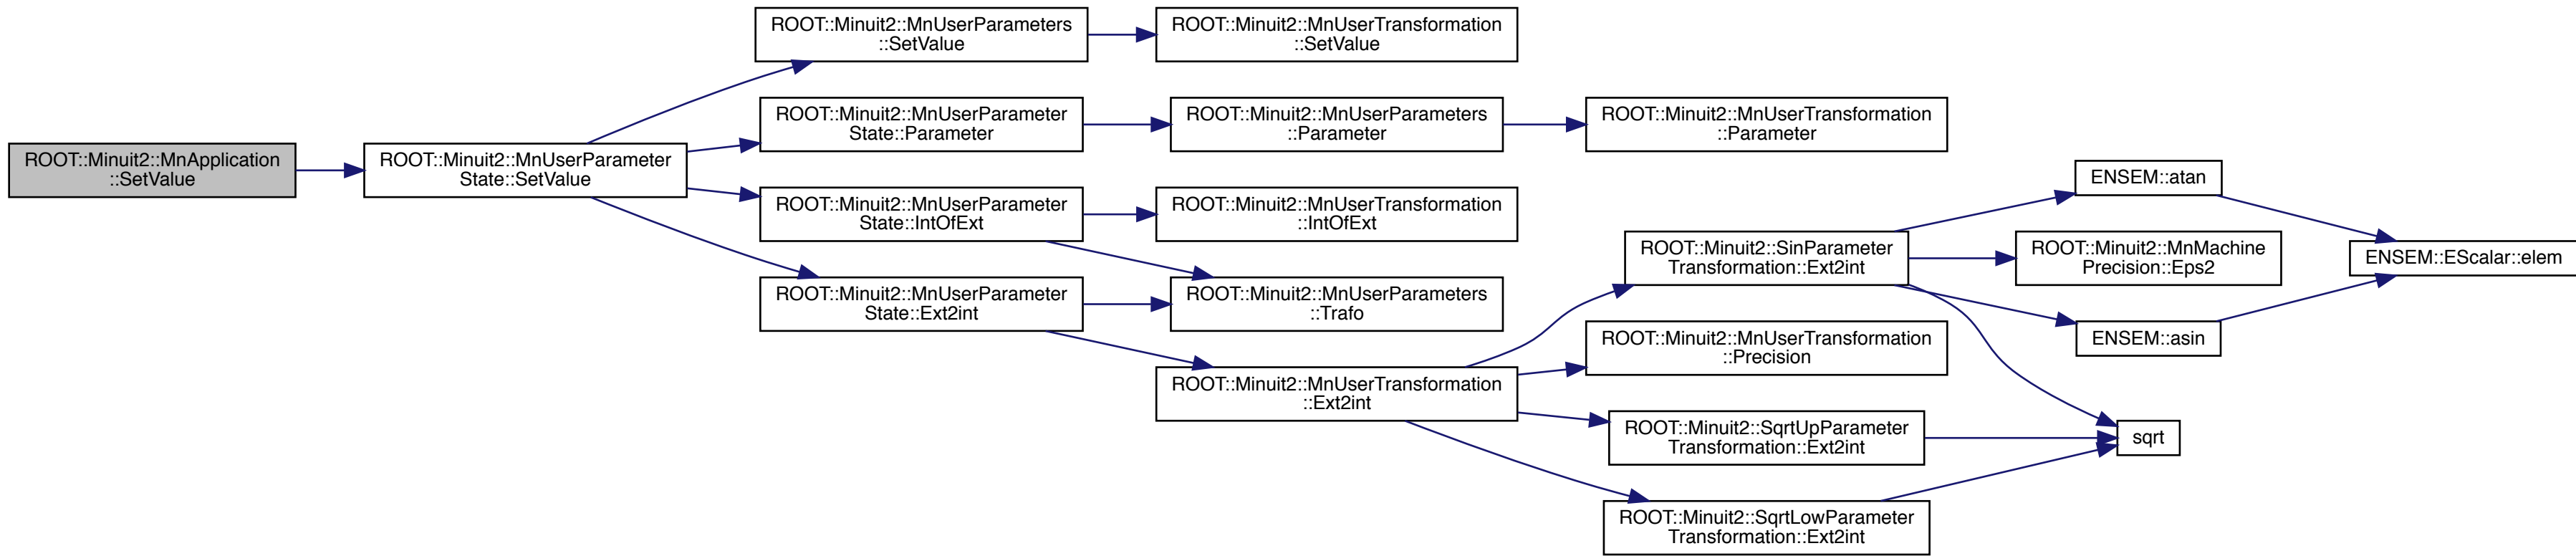 ROOT::Minuit2::MnApplication
::SetValue
ROOT::Minuit2::MnUserParameter
State::SetValue
ROOT::Minuit2::MnUserParameters
::SetValue
ROOT::Minuit2::MnUserTransformation
::SetValue
ROOT::Minuit2::MnUserParameter
State::Parameter
ROOT::Minuit2::MnUserParameters
::Parameter
ROOT::Minuit2::MnUserTransformation
::Parameter
ROOT::Minuit2::MnUserParameter
State::IntOfExt
ROOT::Minuit2::MnUserTransformation
::IntOfExt
ROOT::Minuit2::MnUserParameter
State::Ext2int
ROOT::Minuit2::MnUserParameters
::Trafo
ROOT::Minuit2::MnUserTransformation
::Ext2int
ROOT::Minuit2::SinParameter
Transformation::Ext2int
ROOT::Minuit2::MnUserTransformation
::Precision
ROOT::Minuit2::SqrtUpParameter
Transformation::Ext2int
ROOT::Minuit2::SqrtLowParameter
Transformation::Ext2int
ENSEM::atan
ROOT::Minuit2::MnMachine
Precision::Eps2
ENSEM::asin
sqrt
ENSEM::EScalar::elem